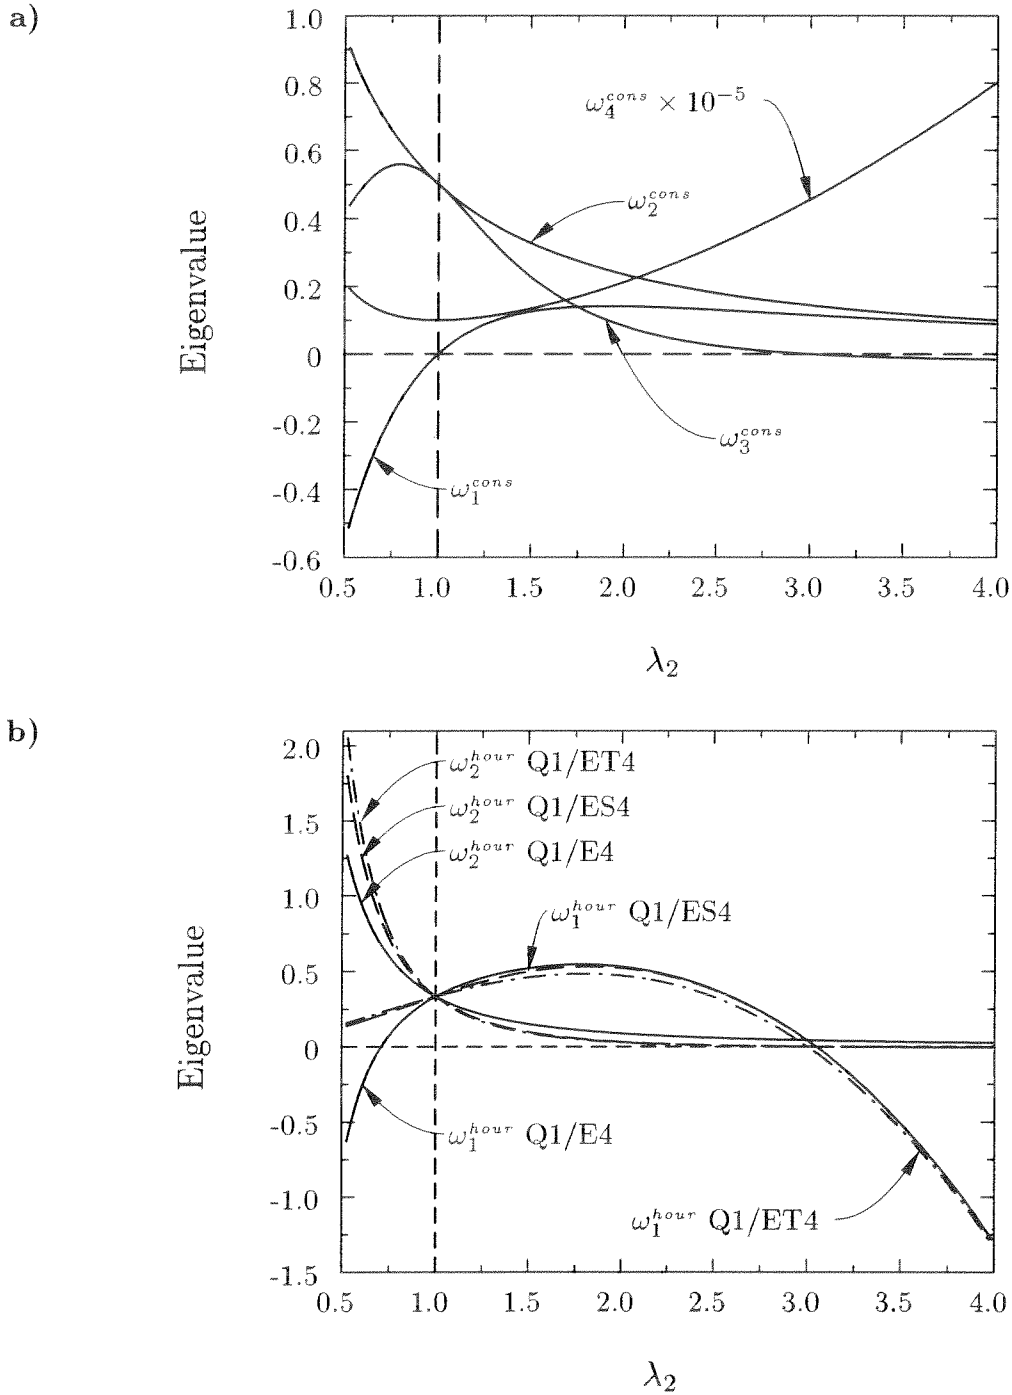 a)
1.0
0.8
0.6
0.4
0.2
0
-0.2
-0.4
-0.6
Eigenvalue
ω₄ᶜᵒⁿˢ × 10⁻⁵
ω₂ᶜᵒⁿˢ
ω₃ᶜᵒⁿˢ
ω₁ᶜᵒⁿˢ
0.5 1.0 1.5 2.0 2.5 3.0 3.5 4.0
λ₂
b)
2.0
1.5
1.0
0.5
0
-0.5
-1.0
-1.5
Eigenvalue
ω₂ʰᵒᵘʳ Q1/ET4
ω₂ʰᵒᵘʳ Q1/ES4
ω₂ʰᵒᵘʳ Q1/E4
ω₁ʰᵒᵘʳ Q1/ES4
ω₁ʰᵒᵘʳ Q1/E4
ω₁ʰᵒᵘʳ Q1/ET4
0.5 1.0 1.5 2.0 2.5 3.0 3.5 4.0
λ₂